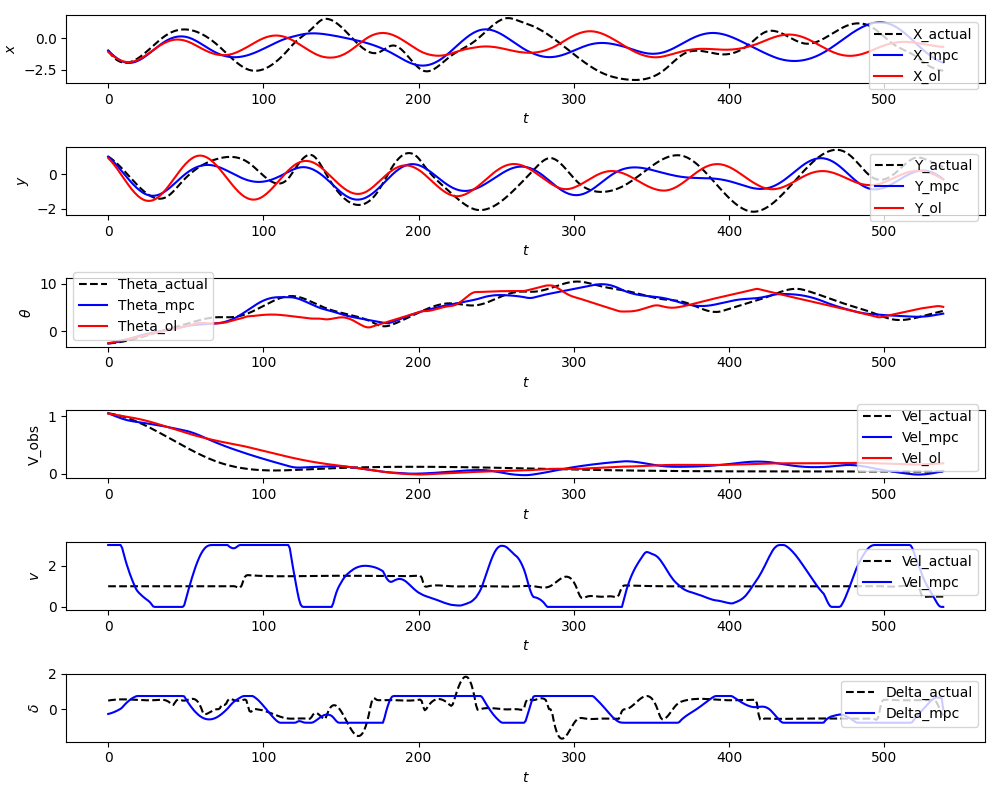 x
0.0
−2.5
X_actual
X_mpc
X_ol
0 100 200 300 400 500
t
y
0
−2
Y_actual
Y_mpc
Y_ol
0 100 200 300 400 500
t
θ
10
0
Theta_actual
Theta_mpc
Theta_ol
0 100 200 300 400 500
t
V_obs
1
0
Vel_actual
Vel_mpc
Vel_ol
0 100 200 300 400 500
t
v
2
0
Vel_actual
Vel_mpc
0 100 200 300 400 500
t
δ
2
0
Delta_actual
Delta_mpc
0 100 200 300 400 500
t